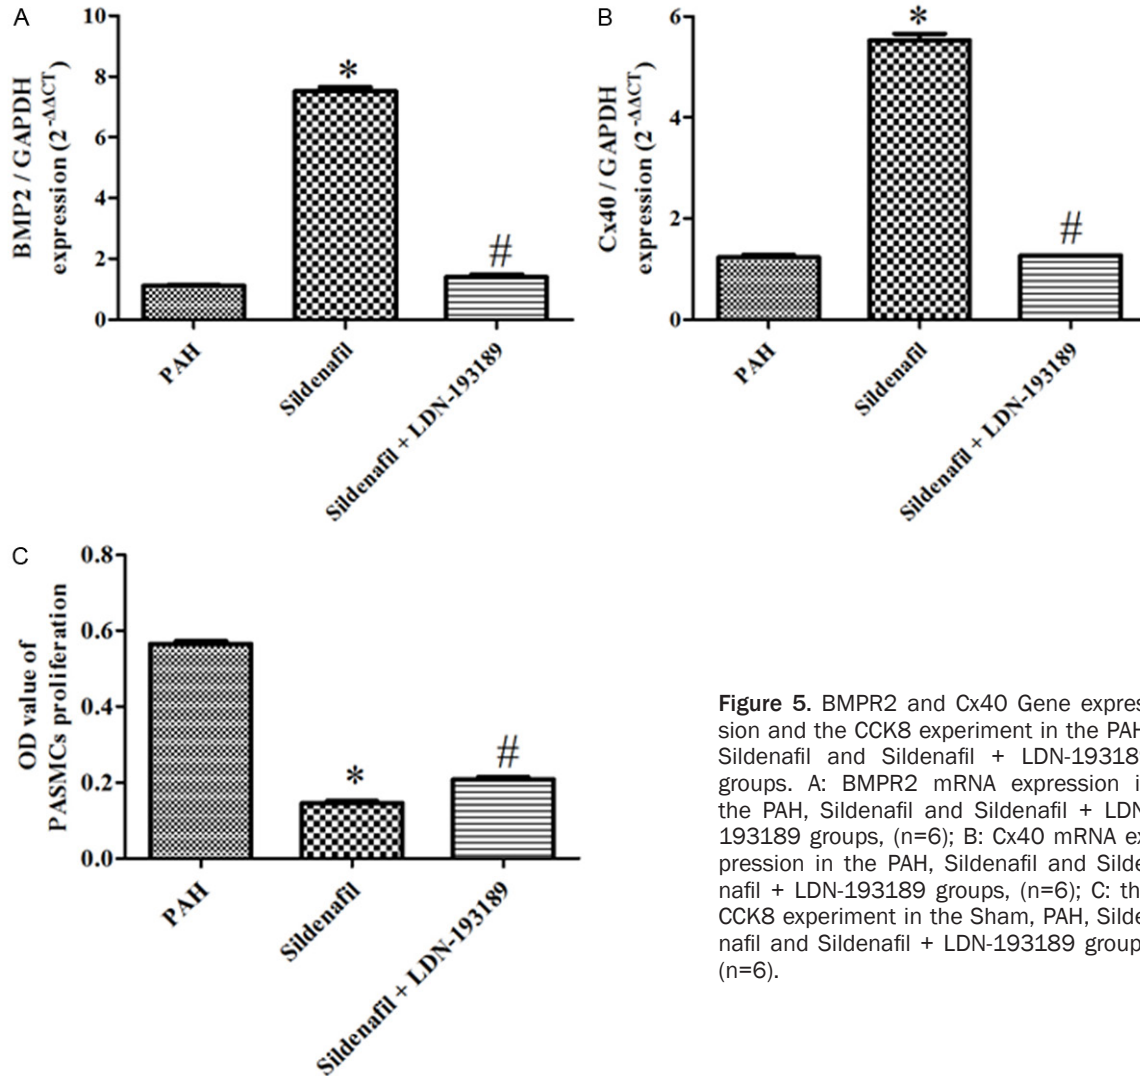 A
BMP2 / GAPDH
expression (2^-ΔΔCT)
10
8
6
4
2
0
*
#
PAH
Sildenafil
Sildenafil + LDN-193189
B
Cx40 / GAPDH
expression (2^-ΔΔCT)
6
4
2
0
*
#
PAH
Sildenafil
Sildenafil + LDN-193189
C
OD value of
PASMCs proliferation
0.8
0.6
0.4
0.2
0.0
*
#
PAH
Sildenafil
Sildenafil + LDN-193189
Figure 5. BMPR2 and Cx40 Gene expres
sion and the CCK8 experiment in the PAH
Sildenafil and Sildenafil + LDN-193189
groups. A: BMPR2 mRNA expression i
the PAH, Sildenafil and Sildenafil + LDN
193189 groups, (n=6); B: Cx40 mRNA ex
pression in the PAH, Sildenafil and Silde
nafil + LDN-193189 groups, (n=6); C: th
CCK8 experiment in the Sham, PAH, Silde
nafil and Sildenafil + LDN-193189 group
(n=6).